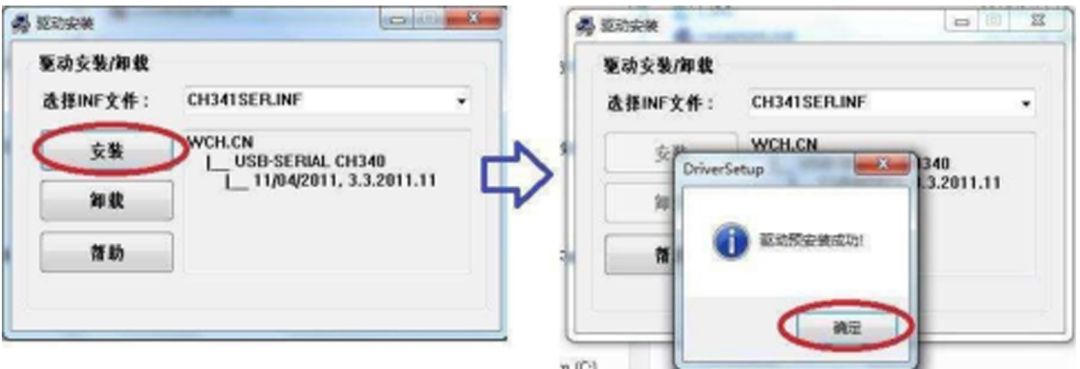 驱动安装
驱动安装/卸载
选择INF文件：
CH341SER.INF
安装
WCH.CN
|__ USB-SERIAL CH340
|__ 11/04/2011, 3.3.2011.11
卸载
帮助
驱动安装
驱动安装/卸载
选择INF文件：
CH341SER.INF
WCH.CN
340
.3.2011.11
DriverSetup
驱动预安装成功!
确定